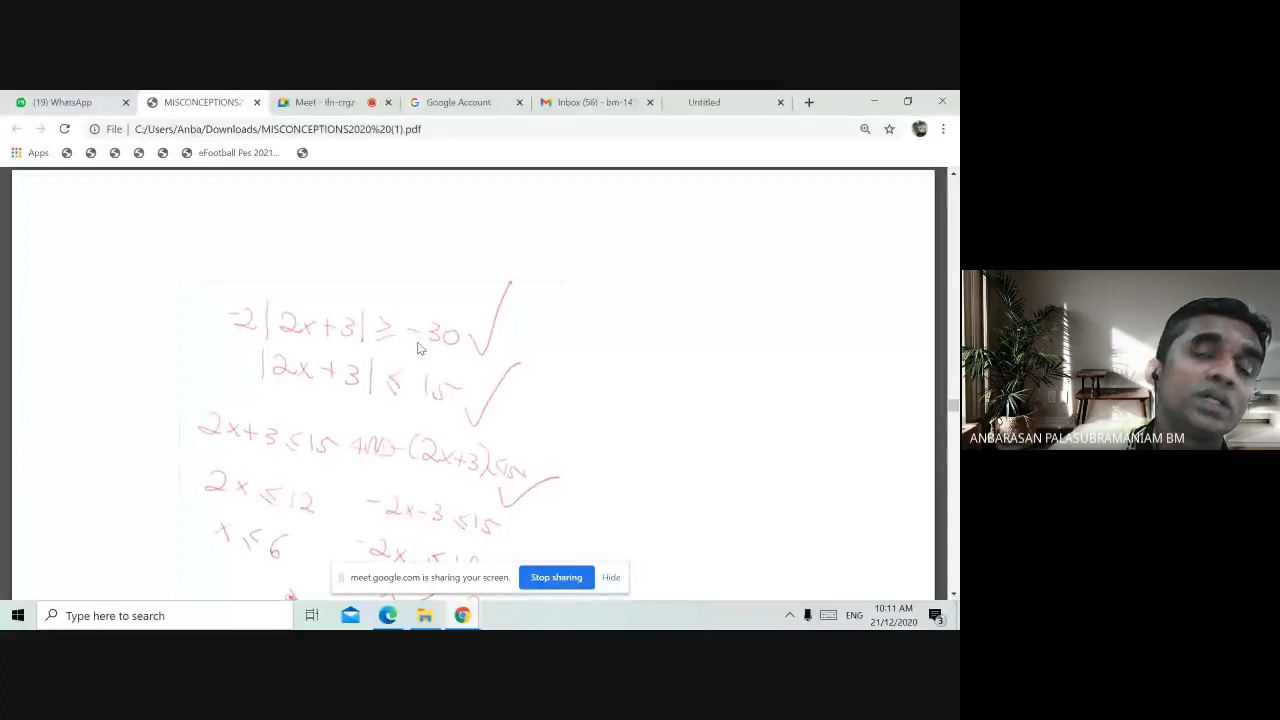 (19) WhatsApp
MISCONCEPTIONS2020
Meet – ifn-crgz-
Google Account
Inbox (56) – bm-14
Untitled
File C:/Users/Anba/Downloads/MISCONCEPTIONS2020%20(1).pdf
Apps eFootball Pes 2021...
-2|2x+3| ≥ -30
|2x+3| ≤ 15
2x+3 ≤ 15 AND -(2x+3) ≤ 15
2x ≤ 12 -2x-3 ≤ 15
x ≤ 6 -2x ≤
ANBARASAN PALASUBRAMANIAM BM
meet.google.com is sharing your screen. Stop sharing Hide
Type here to search
ENG
10:11 AM
21/12/2020
3